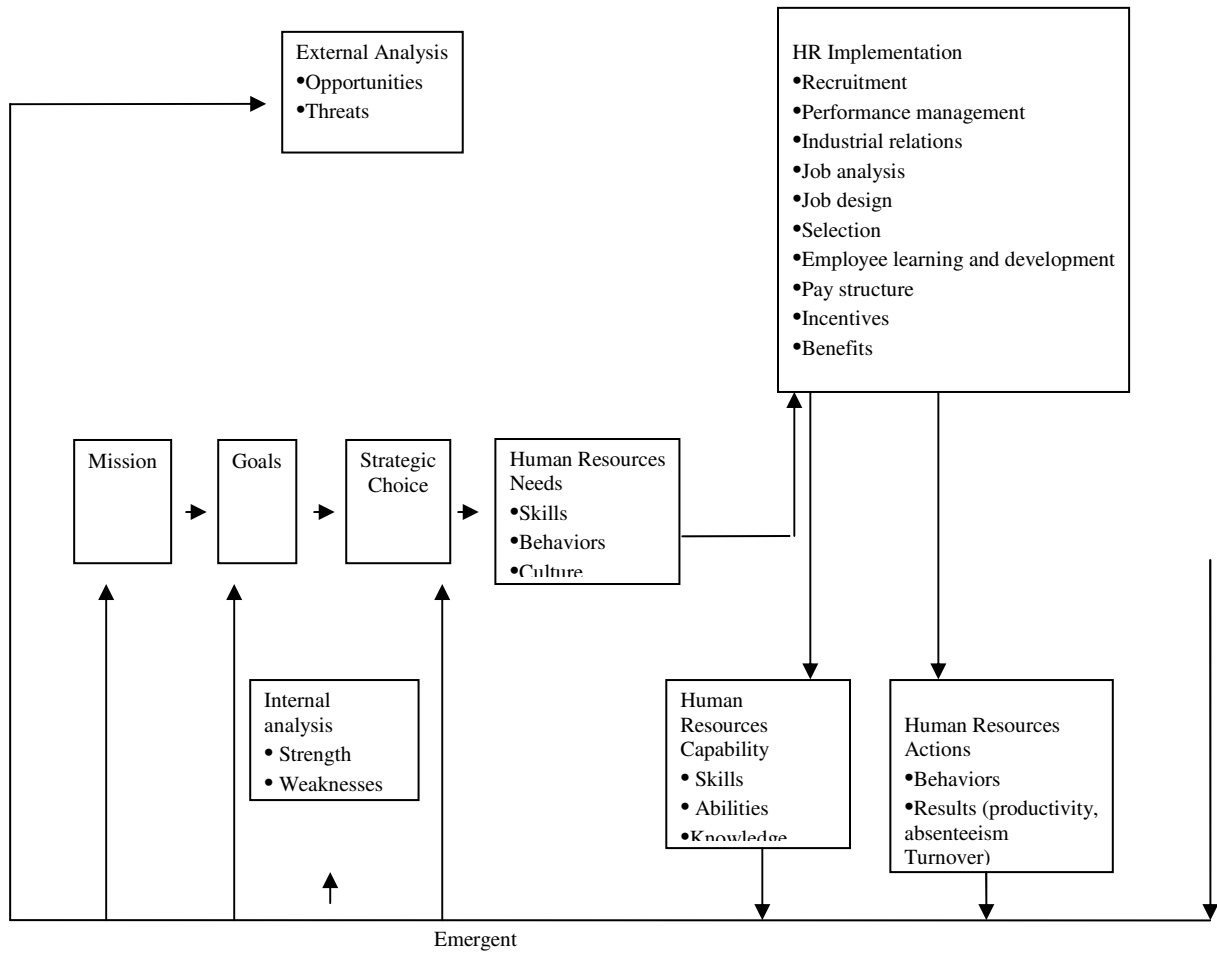 External Analysis
•Opportunities
•Threats
HR Implementation
•Recruitment
•Performance management
•Industrial relations
•Job analysis
•Job design
•Selection
•Employee learning and development
•Pay structure
•Incentives
•Benefits
Mission
Goals
Strategic
Choice
Human Resources
Needs
•Skills
•Behaviors
•Culture
Internal
analysis
• Strength
• Weaknesses
Human
Resources
Capability
• Skills
• Abilities
•Knowledge
Human Resources
Actions
•Behaviors
•Results (productivity,
absenteeism
Turnover)
Emergent